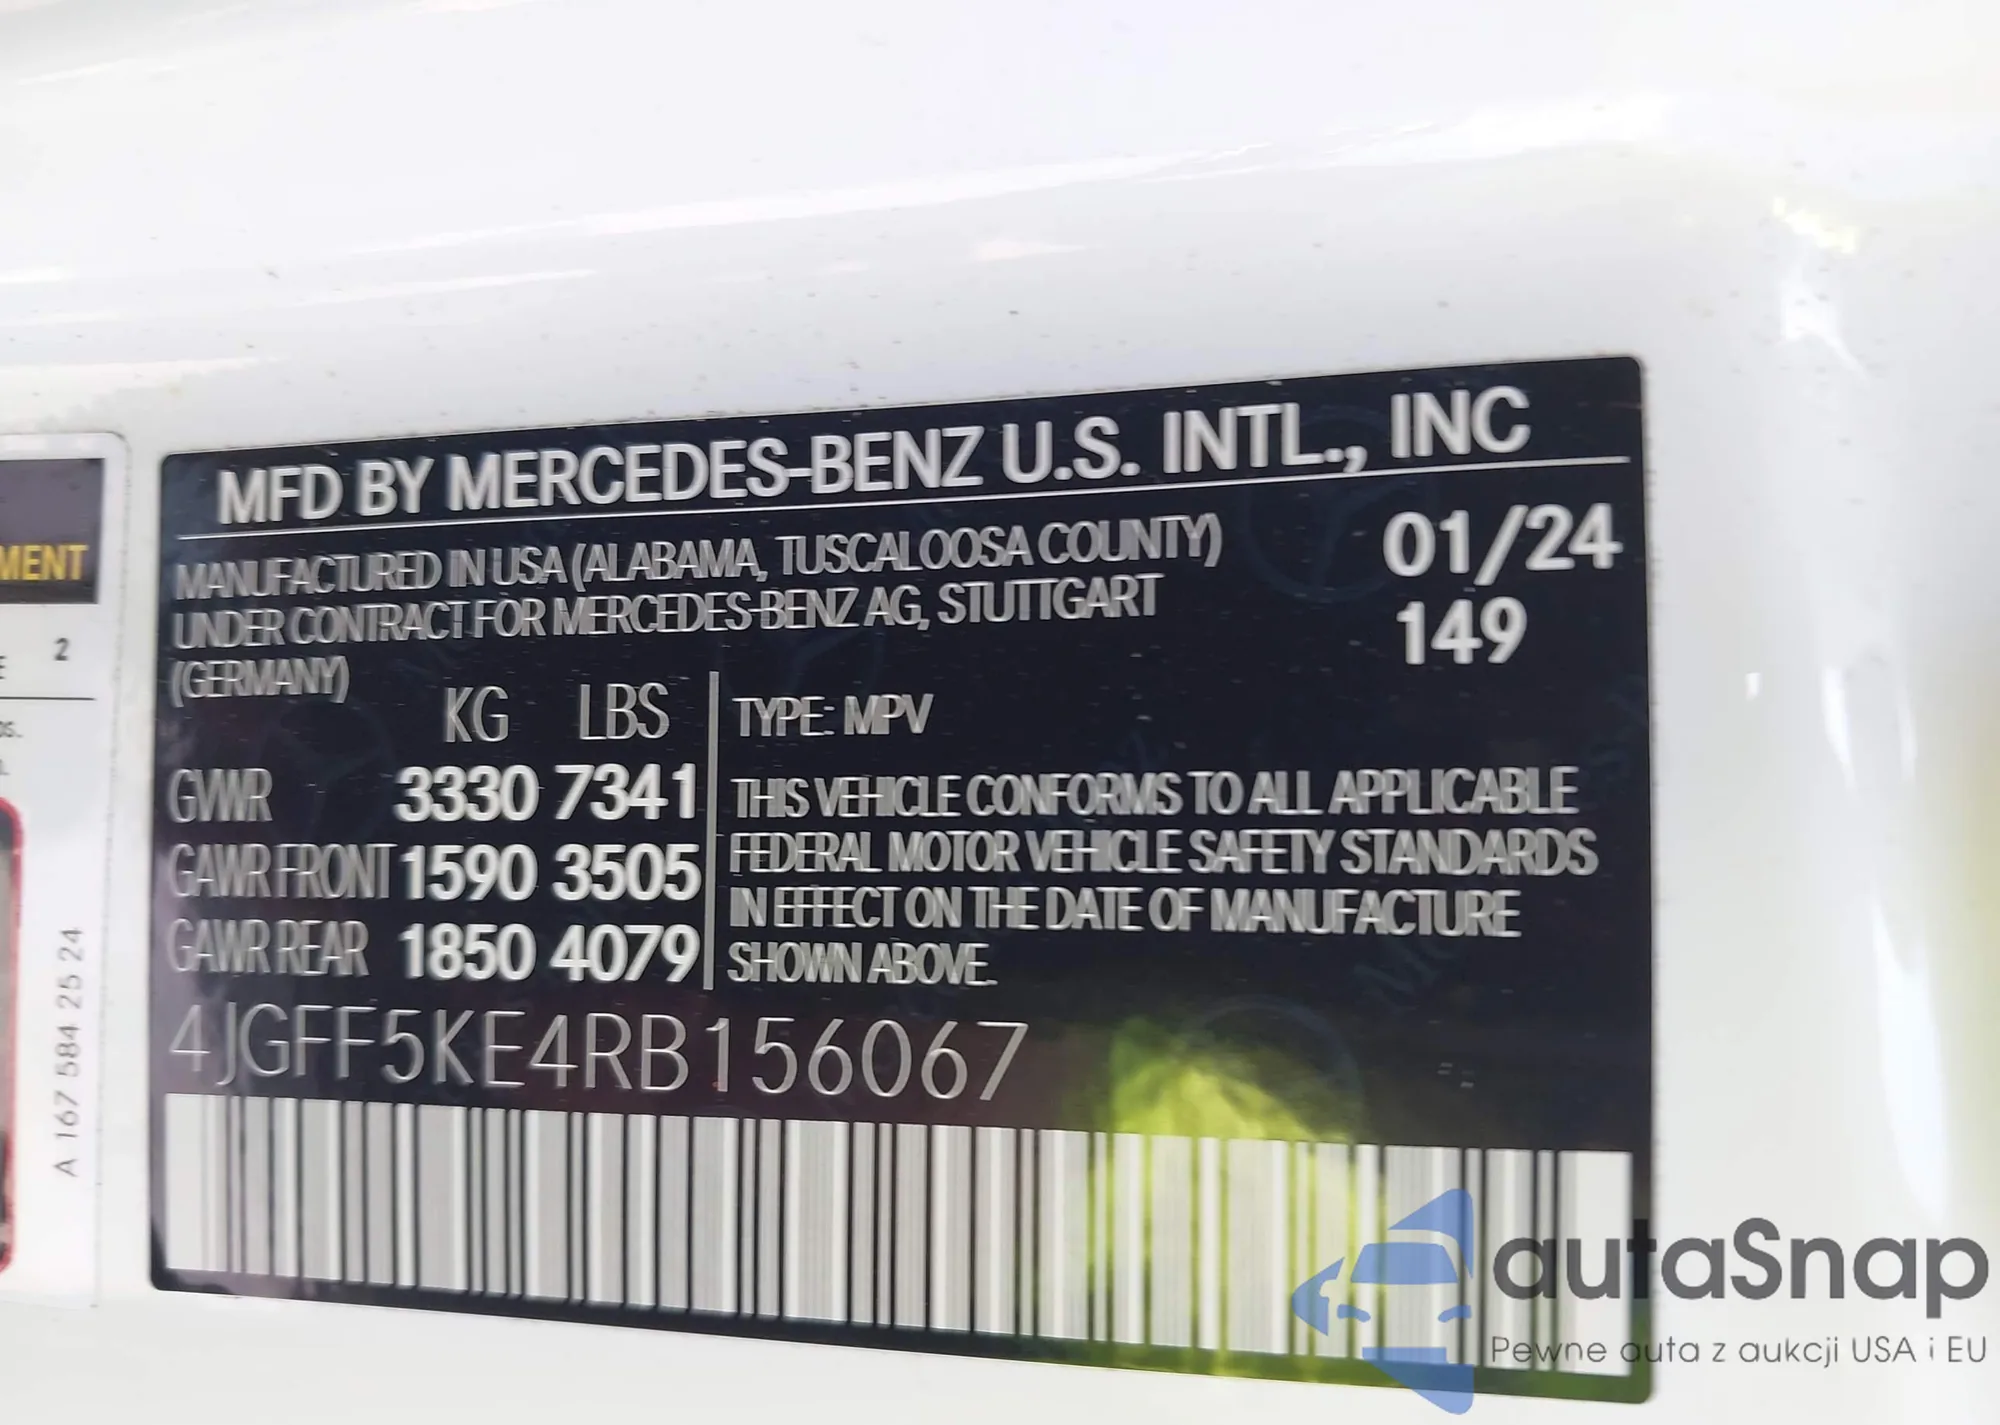 MFD BY MERCEDES-BENZ U.S. INTL., INC
MANUFACTURED IN USA (ALABAMA, TUSCALOOSA COUNTY)
UNDER CONTRACT FOR MERCEDES-BENZ AG, STUTTGART
(GERMANY)
01/24
149
KG LBS
GVWR 3330 7341
GAWR FRONT 1590 3505
GAWR REAR 1850 4079
TYPE: MPV
THIS VEHICLE CONFORMS TO ALL APPLICABLE
FEDERAL MOTOR VEHICLE SAFETY STANDARDS
IN EFFECT ON THE DATE OF MANUFACTURE
SHOWN ABOVE.
4JGFF5KE4RB156067
MENT
2
A 167 584 25 24
autaSnap
Pewne auta z aukcji USA i EU